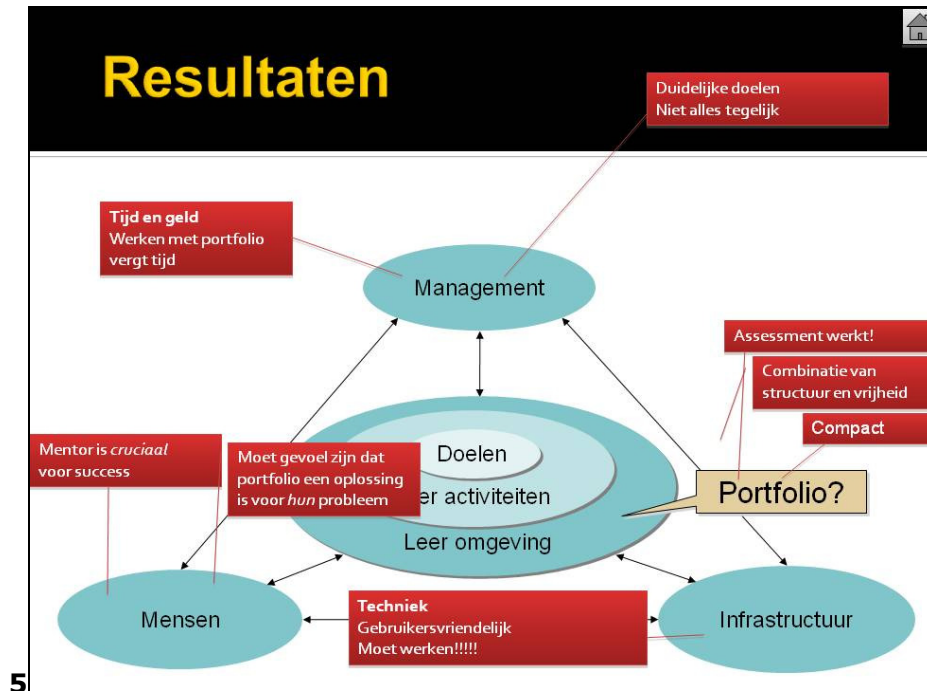 Resultaten
Duidelijke doelen
Niet alles tegelijk
Tijd en geld
Werken met portfolio
vergt tijd
Management
Assessment werkt!
Combinatie van
structuur en vrijheid
Compact
Mentor is cruciaal
voor success
Moet gevoel zijn dat
portfolio een oplossing
is voor hun probleem
Doelen
er activiteiten
Leer omgeving
Portfolio?
Mensen
Techniek
Gebruikersvriendelijk
Moet werken!!!!!
Infrastructuur
5